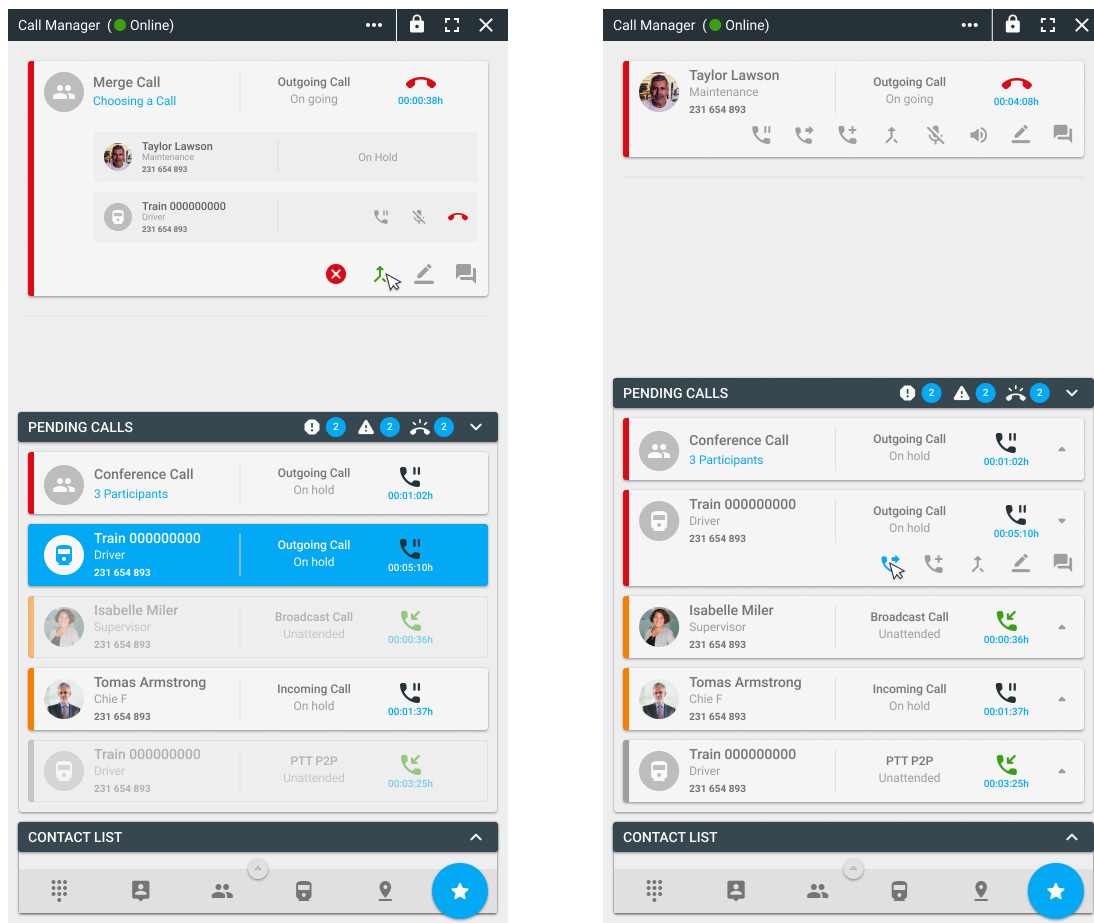 Call Manager (Online)
Merge Call
Choosing a Call
Outgoing Call
On going
00:00:38h
Taylor Lawson
Maintenance
231 654 893
On Hold
Train 000000000
Driver
231 654 893
PENDING CALLS
2
2
2
Conference Call
3 Participants
Outgoing Call
On hold
00:01:02h
Train 000000000
Driver
231 654 893
Outgoing Call
On hold
00:05:10h
Isabelle Miler
Supervisor
231 654 893
Broadcast Call
Unattended
00:00:36h
Tomas Armstrong
Chie F
231 654 893
Incoming Call
On hold
00:01:37h
Train 000000000
Driver
231 654 893
PTT P2P
Unattended
00:03:25h
CONTACT LIST
Call Manager (Online)
Taylor Lawson
Maintenance
231 654 893
Outgoing Call
On going
00:04:08h
PENDING CALLS
2
2
2
Conference Call
3 Participants
Outgoing Call
On hold
00:01:02h
Train 000000000
Driver
231 654 893
Outgoing Call
On hold
00:05:10h
Isabelle Miler
Supervisor
231 654 893
Broadcast Call
Unattended
00:00:36h
Tomas Armstrong
Chie F
231 654 893
Incoming Call
On hold
00:01:37h
Train 000000000
Driver
231 654 893
PTT P2P
Unattended
00:03:25h
CONTACT LIST